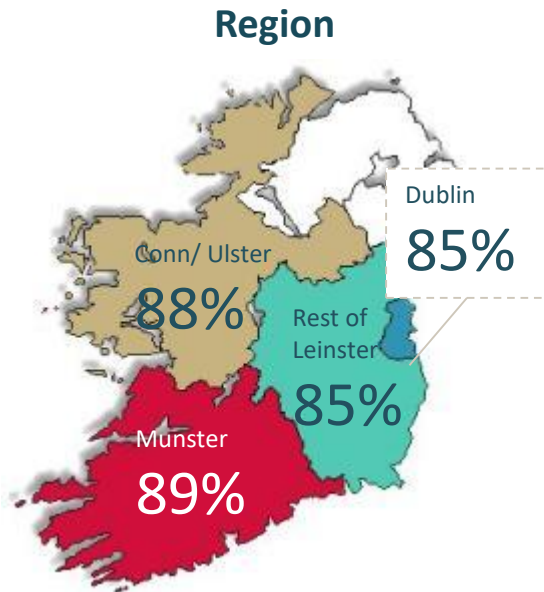 Region
Dublin
85%
Conn/ Ulster
88%
Rest of
Leinster
85%
Munster
89%